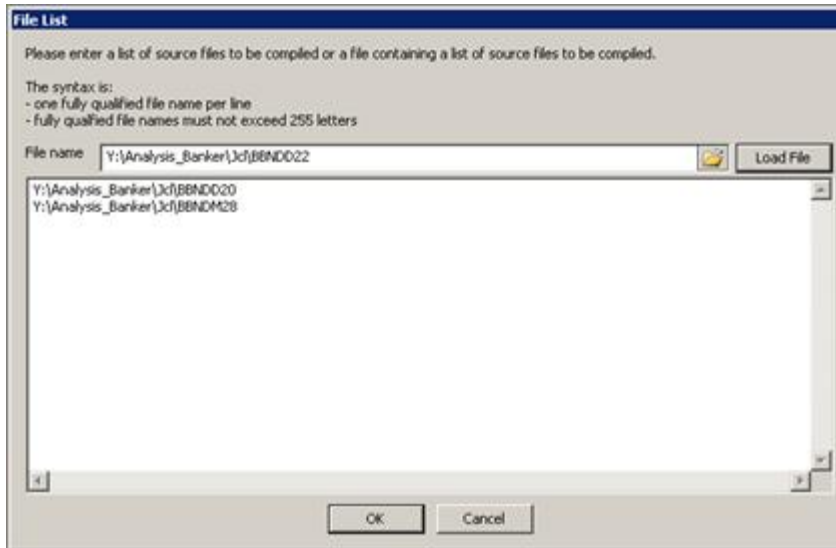 File List
Please enter a list of source files to be compiled or a file containing a list of source files to be compiled.
The syntax is:
- one fully qualified file name per line
- fully qualfied file names must not exceed 255 letters
File name Y:\Analysis_Banker\Jcl\BBNDD22 Load File
Y:\Analysis_Banker\Jcl\BBNDD20
Y:\Analysis_Banker\Jcl\BBNDM28
OK Cancel